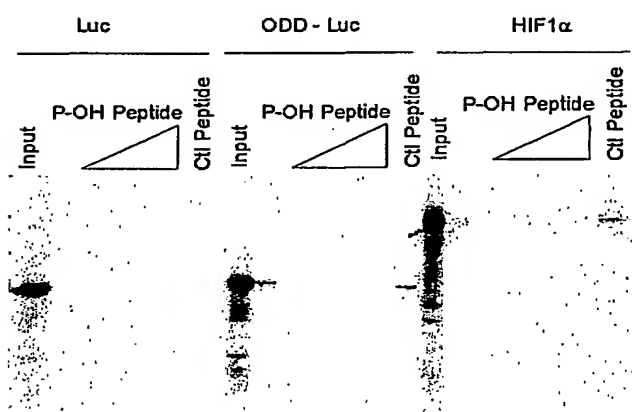 Luc
ODD - Luc
HIF1α
Input
P-OH Peptide
Ctl Peptide
Input
P-OH Peptide
Ctl Peptide
Input
P-OH Peptide
Ctl Peptide